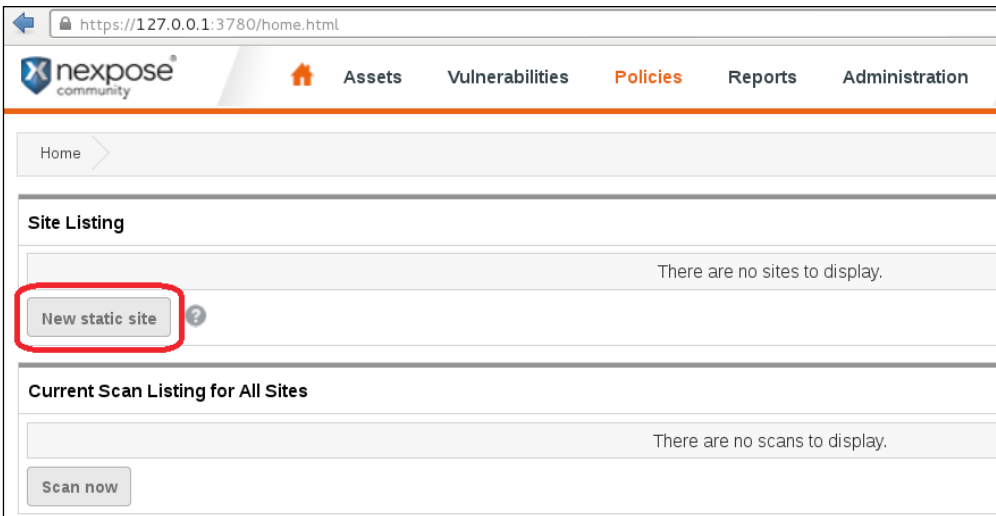 https://127.0.0.1:3780/home.html
nexpose®
community
Assets Vulnerabilities Policies Reports Administration
Home
Site Listing
There are no sites to display.
New static site ?
Current Scan Listing for All Sites
There are no scans to display.
Scan now